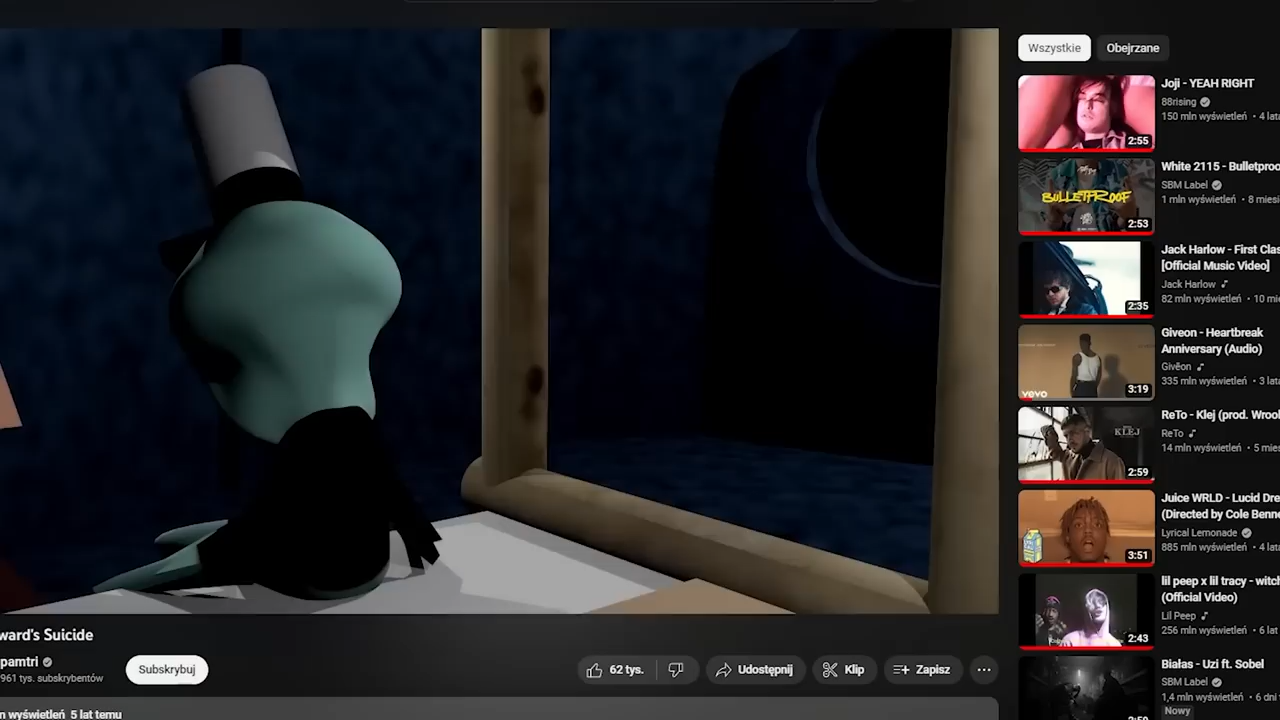 Wszystkie
Obejrzane
Joji - YEAH RIGHT
88rising
150 mln wyświetleń • 4 lata
2:55
White 2115 - Bulletproo
SBM Label
1 mln wyświetleń • 8 miesi
BULLETPROOF
2:53
Jack Harlow - First Clas
[Official Music Video]
Jack Harlow
82 mln wyświetleń • 10 mie
2:35
Giveon - Heartbreak
Anniversary (Audio)
Givēon
335 mln wyświetleń • 3 lata
vevo
3:19
ReTo - Klej (prod. Wrool
ReTo
14 mln wyświetleń • 5 mies
KLEJ
2:59
Juice WRLD - Lucid Dre
(Directed by Cole Benne
Lyrical Lemonade
885 mln wyświetleń • 4 lata
3:51
lil peep x lil tracy - witch
(Official Video)
Lil Peep
256 mln wyświetleń • 6 lat
2:43
Białas - Uzi ft. Sobel
SBM Label
1,4 mln wyświetleń • 6 dni
Nowy
ward's Suicide
pamtri
961 tys. subskrybentów
Subskrybuj
62 tys.
Udostępnij
Klip
Zapisz
n wyświetleń 5 lat temu